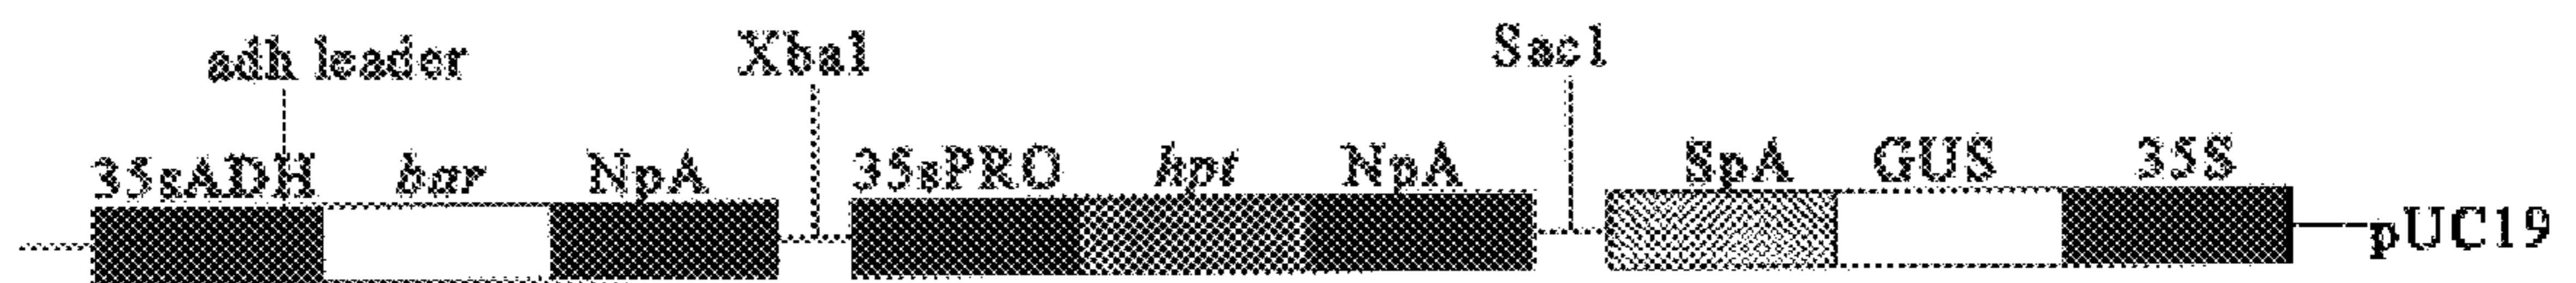 adh leader XbaI SacI
35sADH bar NpA 35sPRO hpt NpA SpA GUS 35S
pUC19